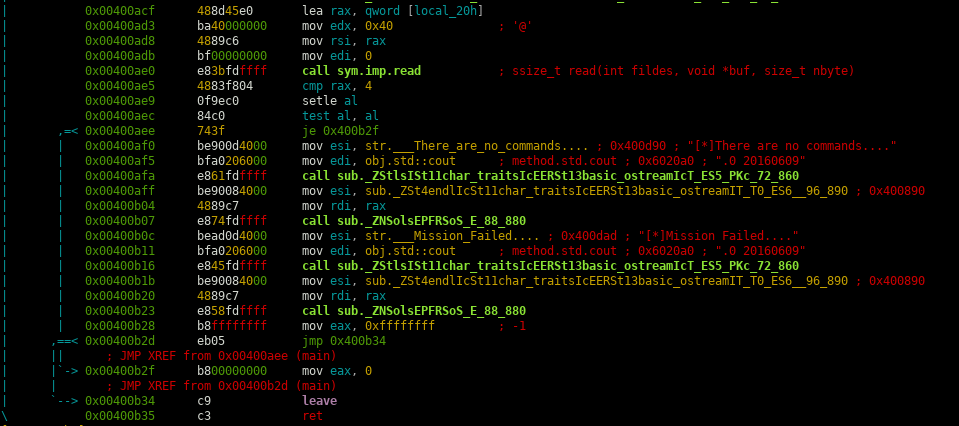 0x00400acf 488d45e0 lea rax, qword [local_20h]
0x00400ad3 ba40000000 mov edx, 0x40 ; '@'
0x00400ad8 4889c6 mov rsi, rax
0x00400adb bf00000000 mov edi, 0
0x00400ae0 e83bfdffff call sym.imp.read ; ssize_t read(int fildes, void *buf, size_t nbyte)
0x00400ae5 4883f804 cmp rax, 4
0x00400ae9 0f9ec0 setle al
0x00400aec 84c0 test al, al
,=< 0x00400aee 743f je 0x400b2f
| 0x00400af0 be900d4000 mov esi, str.___There_are_no_commands.... ; 0x400d90 ; "[*]There are no commands...."
| 0x00400af5 bfa0206000 mov edi, obj.std::cout ; method.std.cout ; 0x6020a0 ; ".0 20160609"
| 0x00400afa e861fdffff call sub._ZStlsISt11char_traitsIcEERSt13basic_ostreamIcT_ES5_PKc_72_860
| 0x00400aff be90084000 mov esi, sub._ZSt4endlIcSt11char_traitsIcEERSt13basic_ostreamIT_T0_ES6__96_890 ; 0x400890
| 0x00400b04 4889c7 mov rdi, rax
| 0x00400b07 e874fdffff call sub._ZNSolsEPFRSoS_E_88_880
| 0x00400b0c bead0d4000 mov esi, str.___Mission_Failed.... ; 0x400dad ; "[*]Mission Failed...."
| 0x00400b11 bfa0206000 mov edi, obj.std::cout ; method.std.cout ; 0x6020a0 ; ".0 20160609"
| 0x00400b16 e845fdffff call sub._ZStlsISt11char_traitsIcEERSt13basic_ostreamIcT_ES5_PKc_72_860
| 0x00400b1b be90084000 mov esi, sub._ZSt4endlIcSt11char_traitsIcEERSt13basic_ostreamIT_T0_ES6__96_890 ; 0x400890
| 0x00400b20 4889c7 mov rdi, rax
| 0x00400b23 e858fdffff call sub._ZNSolsEPFRSoS_E_88_880
| 0x00400b28 b8ffffffff mov eax, 0xffffffff ; -1
,==< 0x00400b2d eb05 jmp 0x400b34
|| ; JMP XREF from 0x00400aee (main)
|`-> 0x00400b2f b800000000 mov eax, 0
| ; JMP XREF from 0x00400b2d (main)
`--> 0x00400b34 c9 leave
\ 0x00400b35 c3 ret